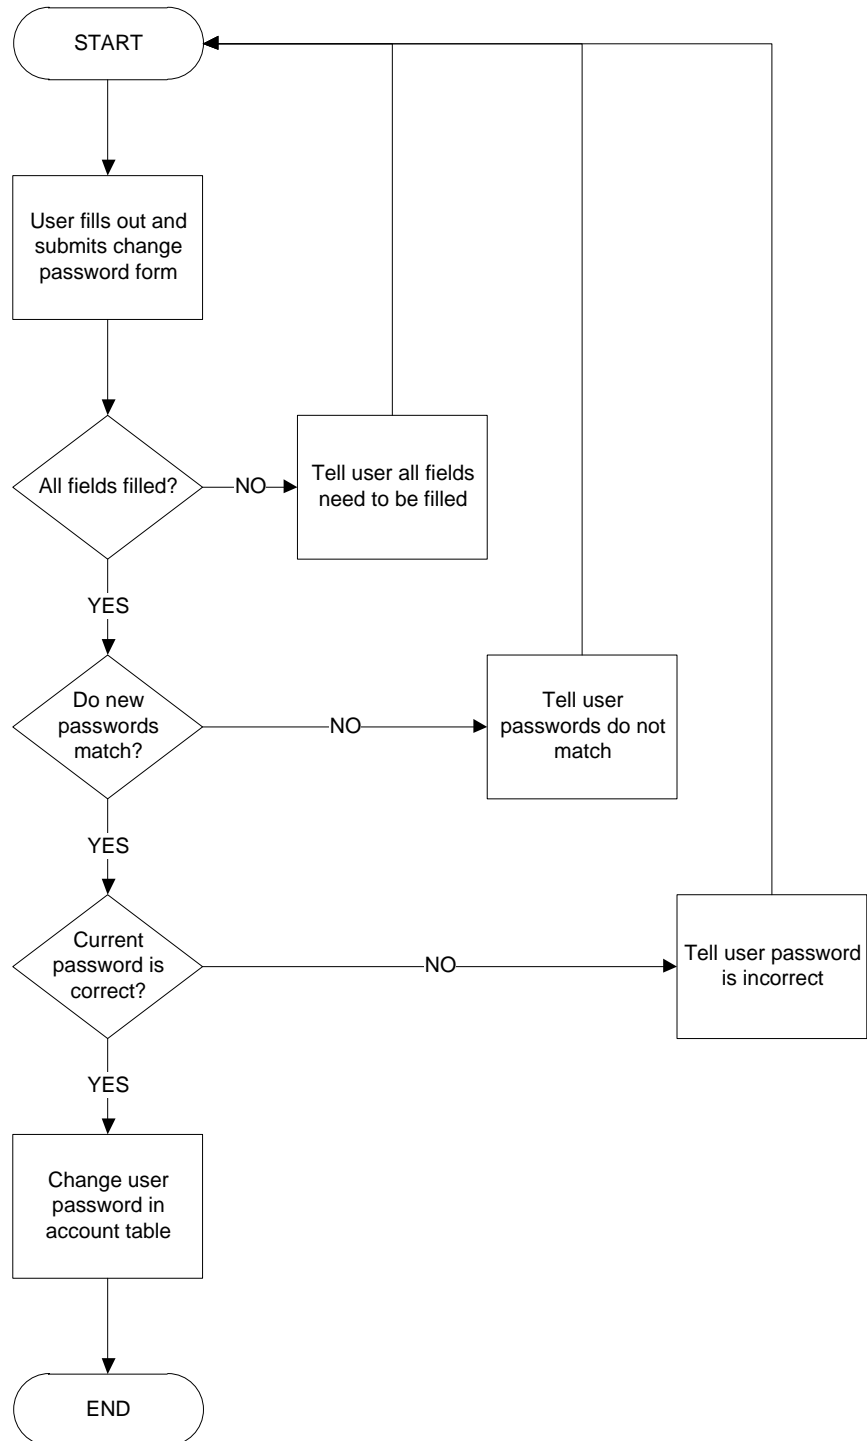 START
User fills out and
submits change
password form
All fields filled?
NO
Tell user all fields
need to be filled
YES
Do new
passwords
match?
NO
Tell user
passwords do not
match
YES
Current
password is
correct?
NO
Tell user password
is incorrect
YES
Change user
password in
account table
END